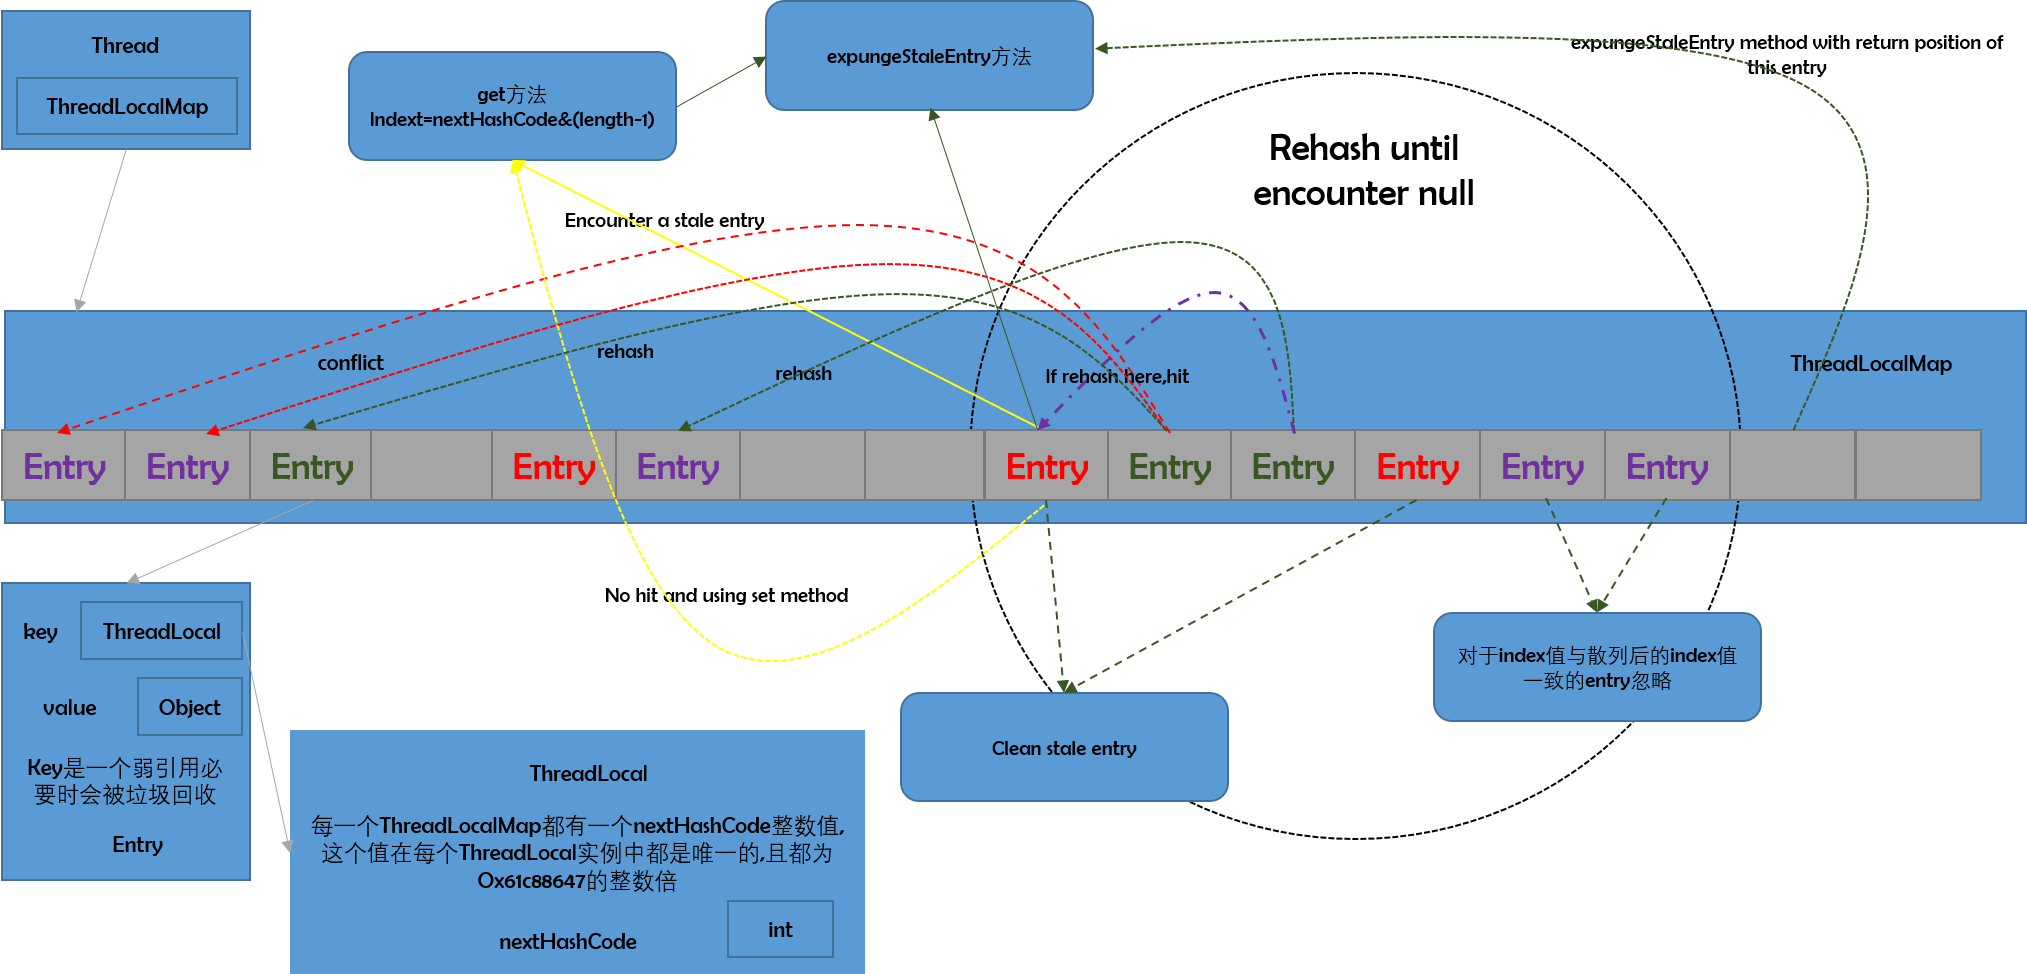 Thread
ThreadLocalMap
get方法
Indext=nextHashCode&(length-1)
expungeStaleEntry方法
expungeStaleEntry method with return position of
this entry
Rehash until
encounter null
Encounter a stale entry
conflict
rehash
rehash
If rehash here,hit
ThreadLocalMap
Entry Entry Entry Entry Entry Entry Entry Entry Entry Entry Entry
No hit and using set method
key ThreadLocal
value Object
Key是一个弱引用必
要时会被垃圾回收
Entry
ThreadLocal
每一个ThreadLocalMap都有一个nextHashCode整数值,
这个值在每个ThreadLocal实例中都是唯一的,且都为
0x61c88647的整数倍
nextHashCode
int
Clean stale entry
对于index值与散列后的index值
一致的entry忽略